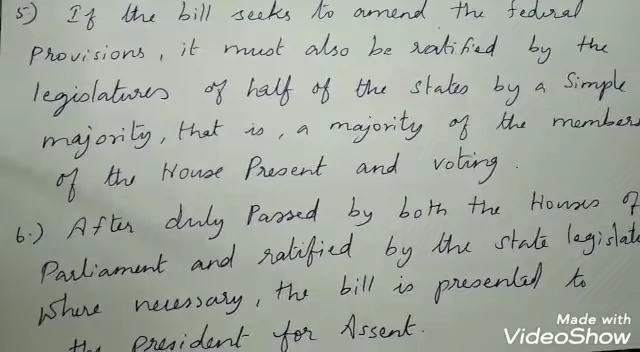 5) If the bill seeks to amend the federal
Provisions, it must also be ratified by the
legislatures of half of the states by a Simple
majority, that is, a majority of the members
of the House Present and voting.
6.) After duly Passed by both the Houses of
Parliament and ratified by the state legislat
Where necessary, the bill is presented to
the President for Assent.
Made with
VideoShow